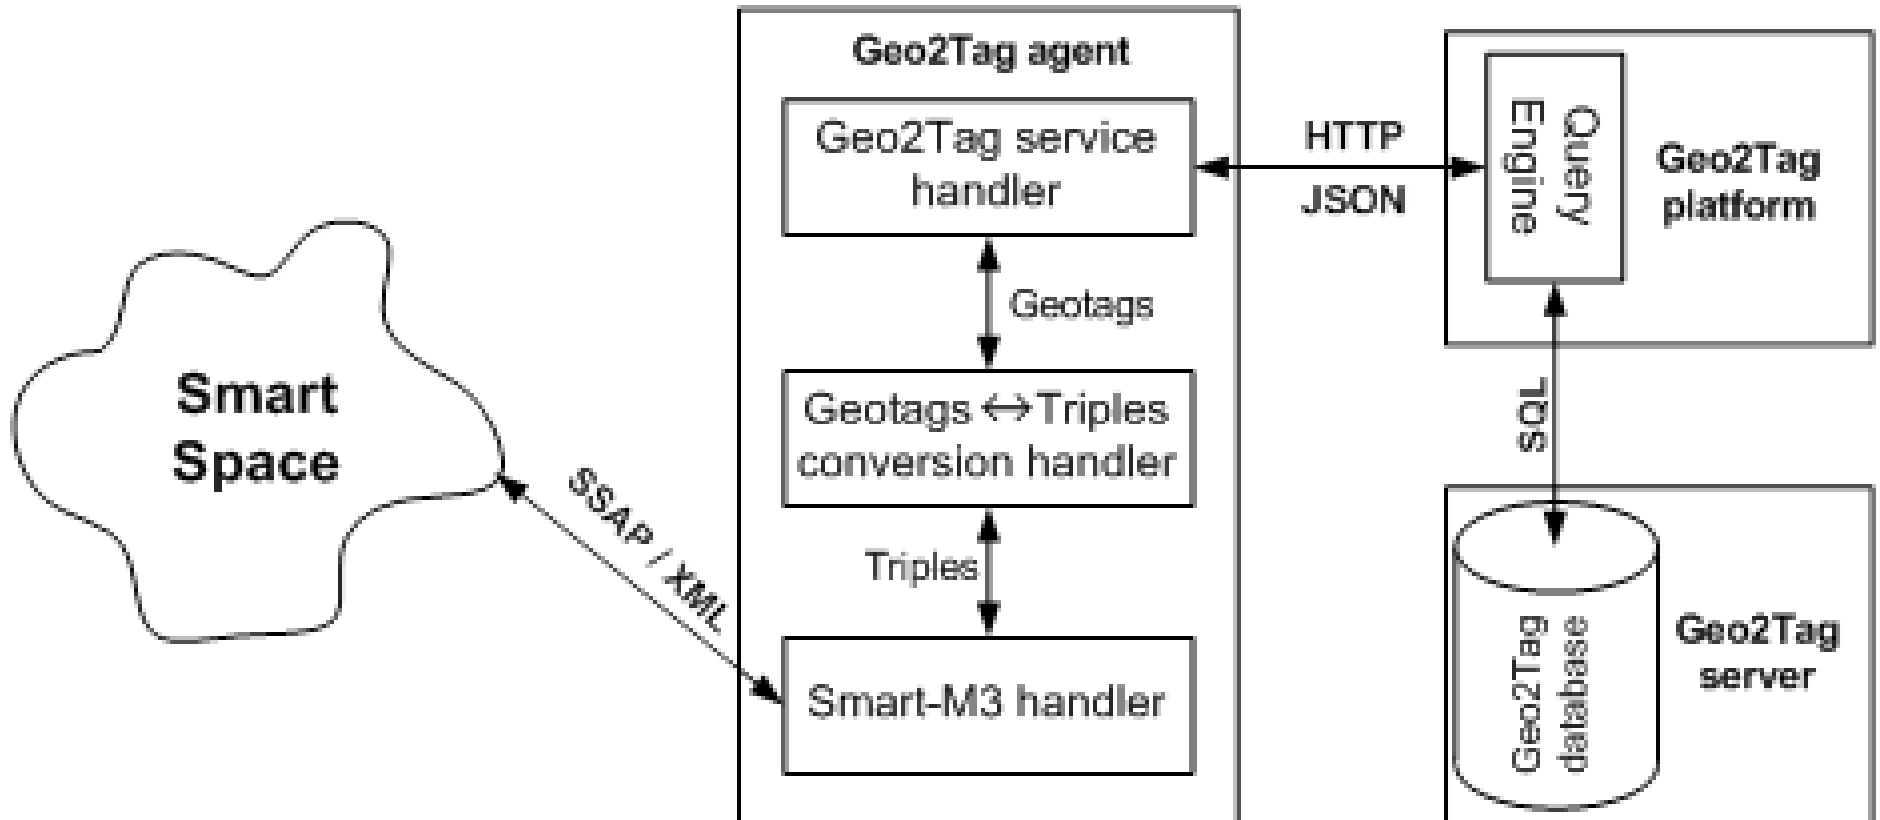 Geo2Tag agent
Geo2Tag service
handler
Geotags
Geotags ↔ Triples
conversion handler
Triples
Smart-M3 handler
Smart
Space
SSAP / XML
HTTP
JSON
Query
Engine
Geo2Tag
platform
SQL
Geo2Tag
database
Geo2Tag
server